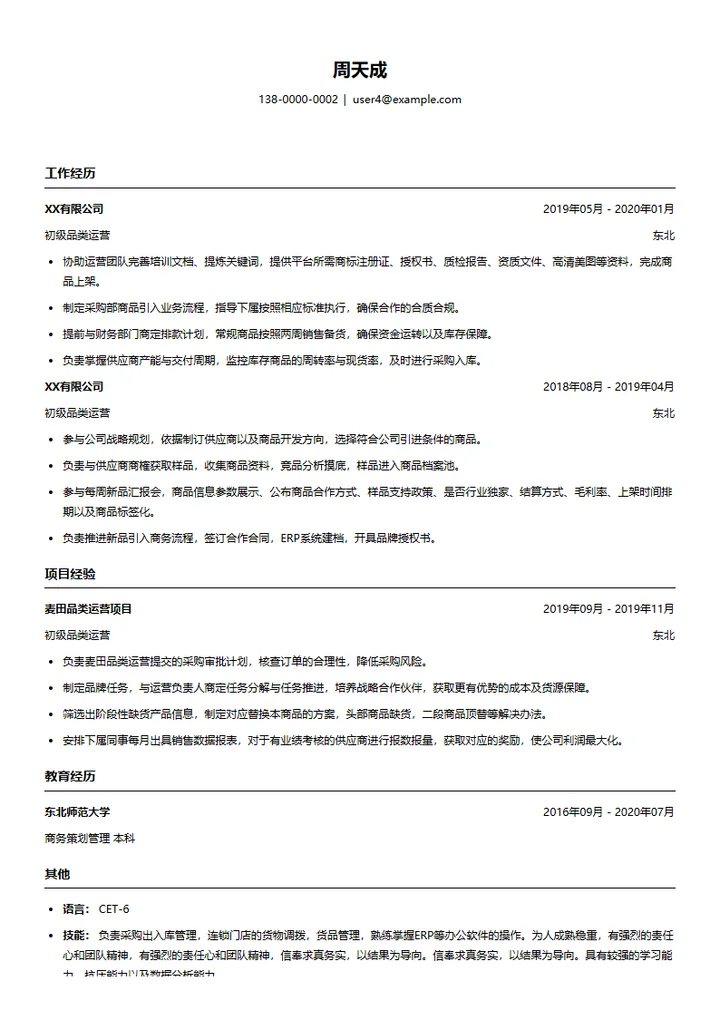 周天成
138-0000-0002 | user4@example.com
工作经历
XX有限公司 2019年05月 - 2020年01月
初级品类运营 东北
• 协助运营团队完善培训文档、提炼关键词，提供平台所需商标注册证、授权书、质检报告、资质文件、高清美图等资料，完成商
品上架。
• 制定采购部商品引入业务流程，指导下属按照相应标准执行，确保合作的合质合规。
• 提前与财务部门商定排款计划，常规商品按照两周销售备货，确保资金运转以及库存保障。
• 负责掌握供应商产能与交付周期，监控库存商品的周转率与现货率，及时进行采购入库。
XX有限公司 2018年08月 - 2019年04月
初级品类运营 东北
• 参与公司战略规划，依据制订供应商以及商品开发方向，选择符合公司引进条件的商品。
• 负责与供应商商榷获取样品，收集商品资料，竞品分析摸底，样品进入商品档案池。
• 参与每周新品汇报会，商品信息参数展示、公布商品合作方式、样品支持政策、是否行业独家、结算方式、毛利率、上架时间排
期以及商品标签化。
• 负责推进新品引入商务流程，签订合作合同，ERP系统建档，开具品牌授权书。
项目经验
麦田品类运营项目 2019年09月 - 2019年11月
初级品类运营 东北
• 负责麦田品类运营提交的采购审批计划，核查订单的合理性，降低采购风险。
• 制定品牌任务，与运营负责人商定任务分解与任务推进，培养战略合作伙伴，获取更有优势的成本及货源保障。
• 筛选出阶段性缺货产品信息，制定对应替换本商品的方案，头部商品缺货，二段商品顶替等解决办法。
• 安排下属同事每月出具销售数据报表，对于有业绩考核的供应商进行报数报量，获取对应的奖励，使公司利润最大化。
教育经历
东北师范大学 2016年09月 - 2020年07月
商务策划管理 本科
其他
• 语言： CET-6
• 技能： 负责采购出入库管理，连锁门店的货物调拨，货品管理，熟练掌握ERP等办公软件的操作。为人成熟稳重，有强烈的责任
心和团队精神，有强烈的责任心和团队精神，信奉求真务实，以结果为导向。信奉求真务实，以结果为导向。具有较强的学习能
力、抗压能力以及数据分析能力